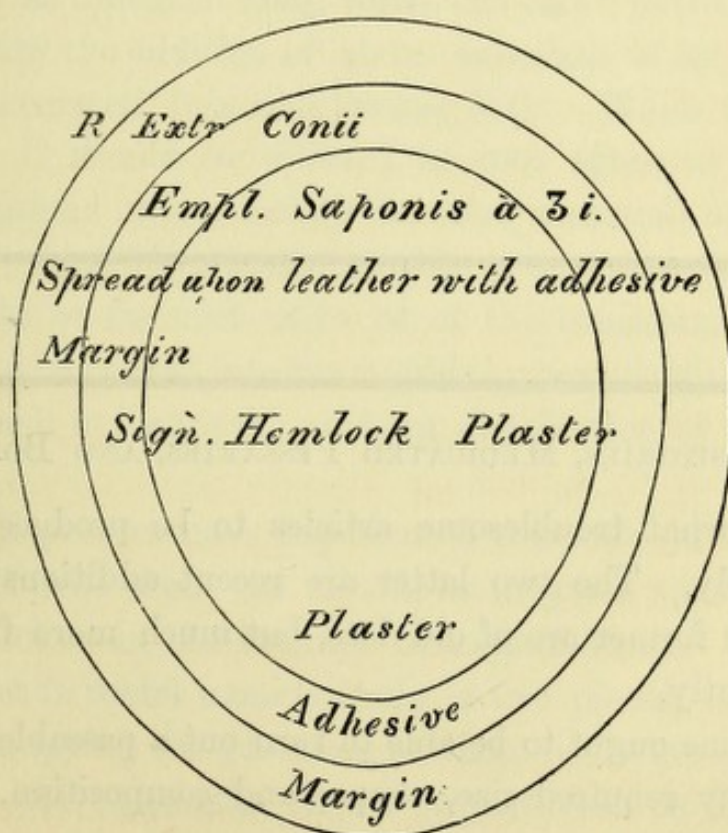 R Extr Conii
Empl. Saponis à ʒ i.
Spread upon leather with adhesive
Margin
Sign̄. Hemlock Plaster
Plaster
Adhesive
Margin